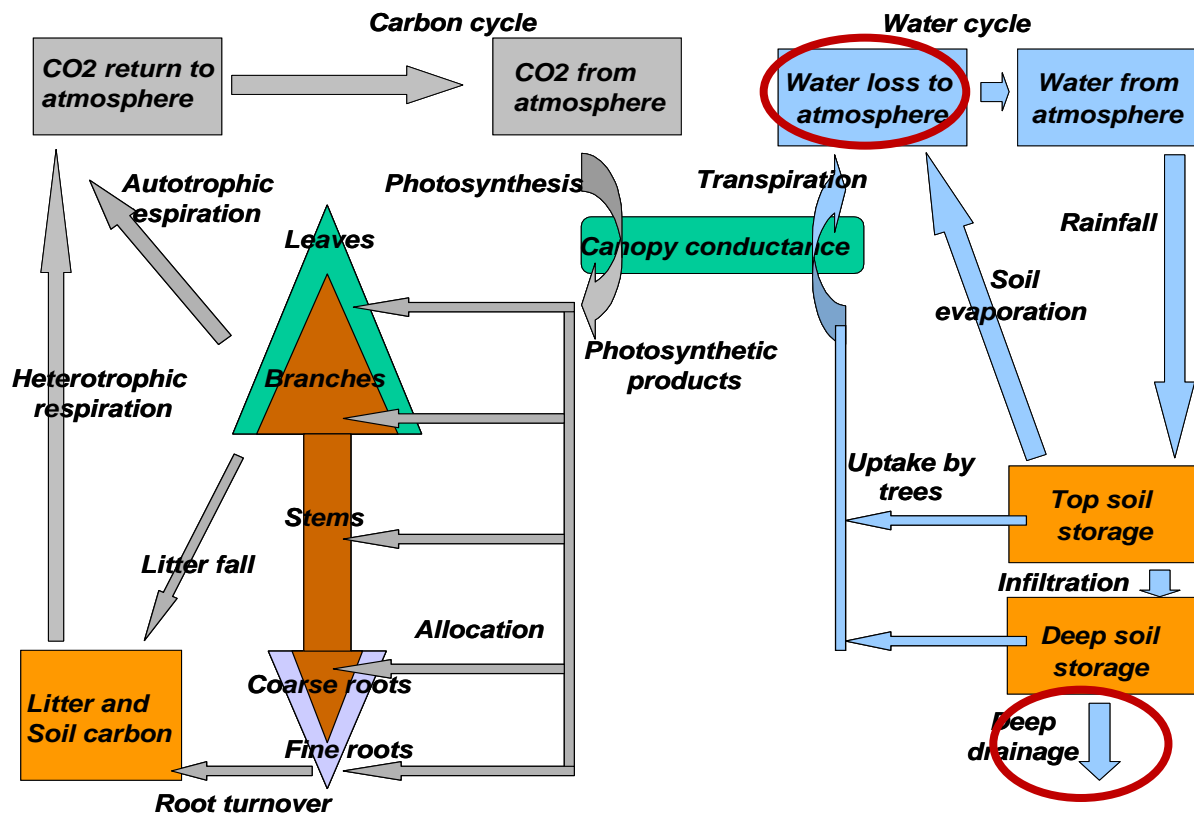 Carbon cycle
Water cycle
CO2 return to
atmosphere
CO2 from
atmosphere
Water loss to
atmosphere
Water from
atmosphere
Autotrophic
espiration
Photosynthesis
Transpiration
Rainfall
Leaves
Canopy conductance
Soil
evaporation
Photosynthetic
products
Heterotrophic
respiration
Branches
Uptake by
trees
Top soil
storage
Stems
Litter fall
Infiltration
Allocation
Deep soil
storage
Litter and
Soil carbon
Coarse roots
Fine roots
Deep
drainage
Root turnover